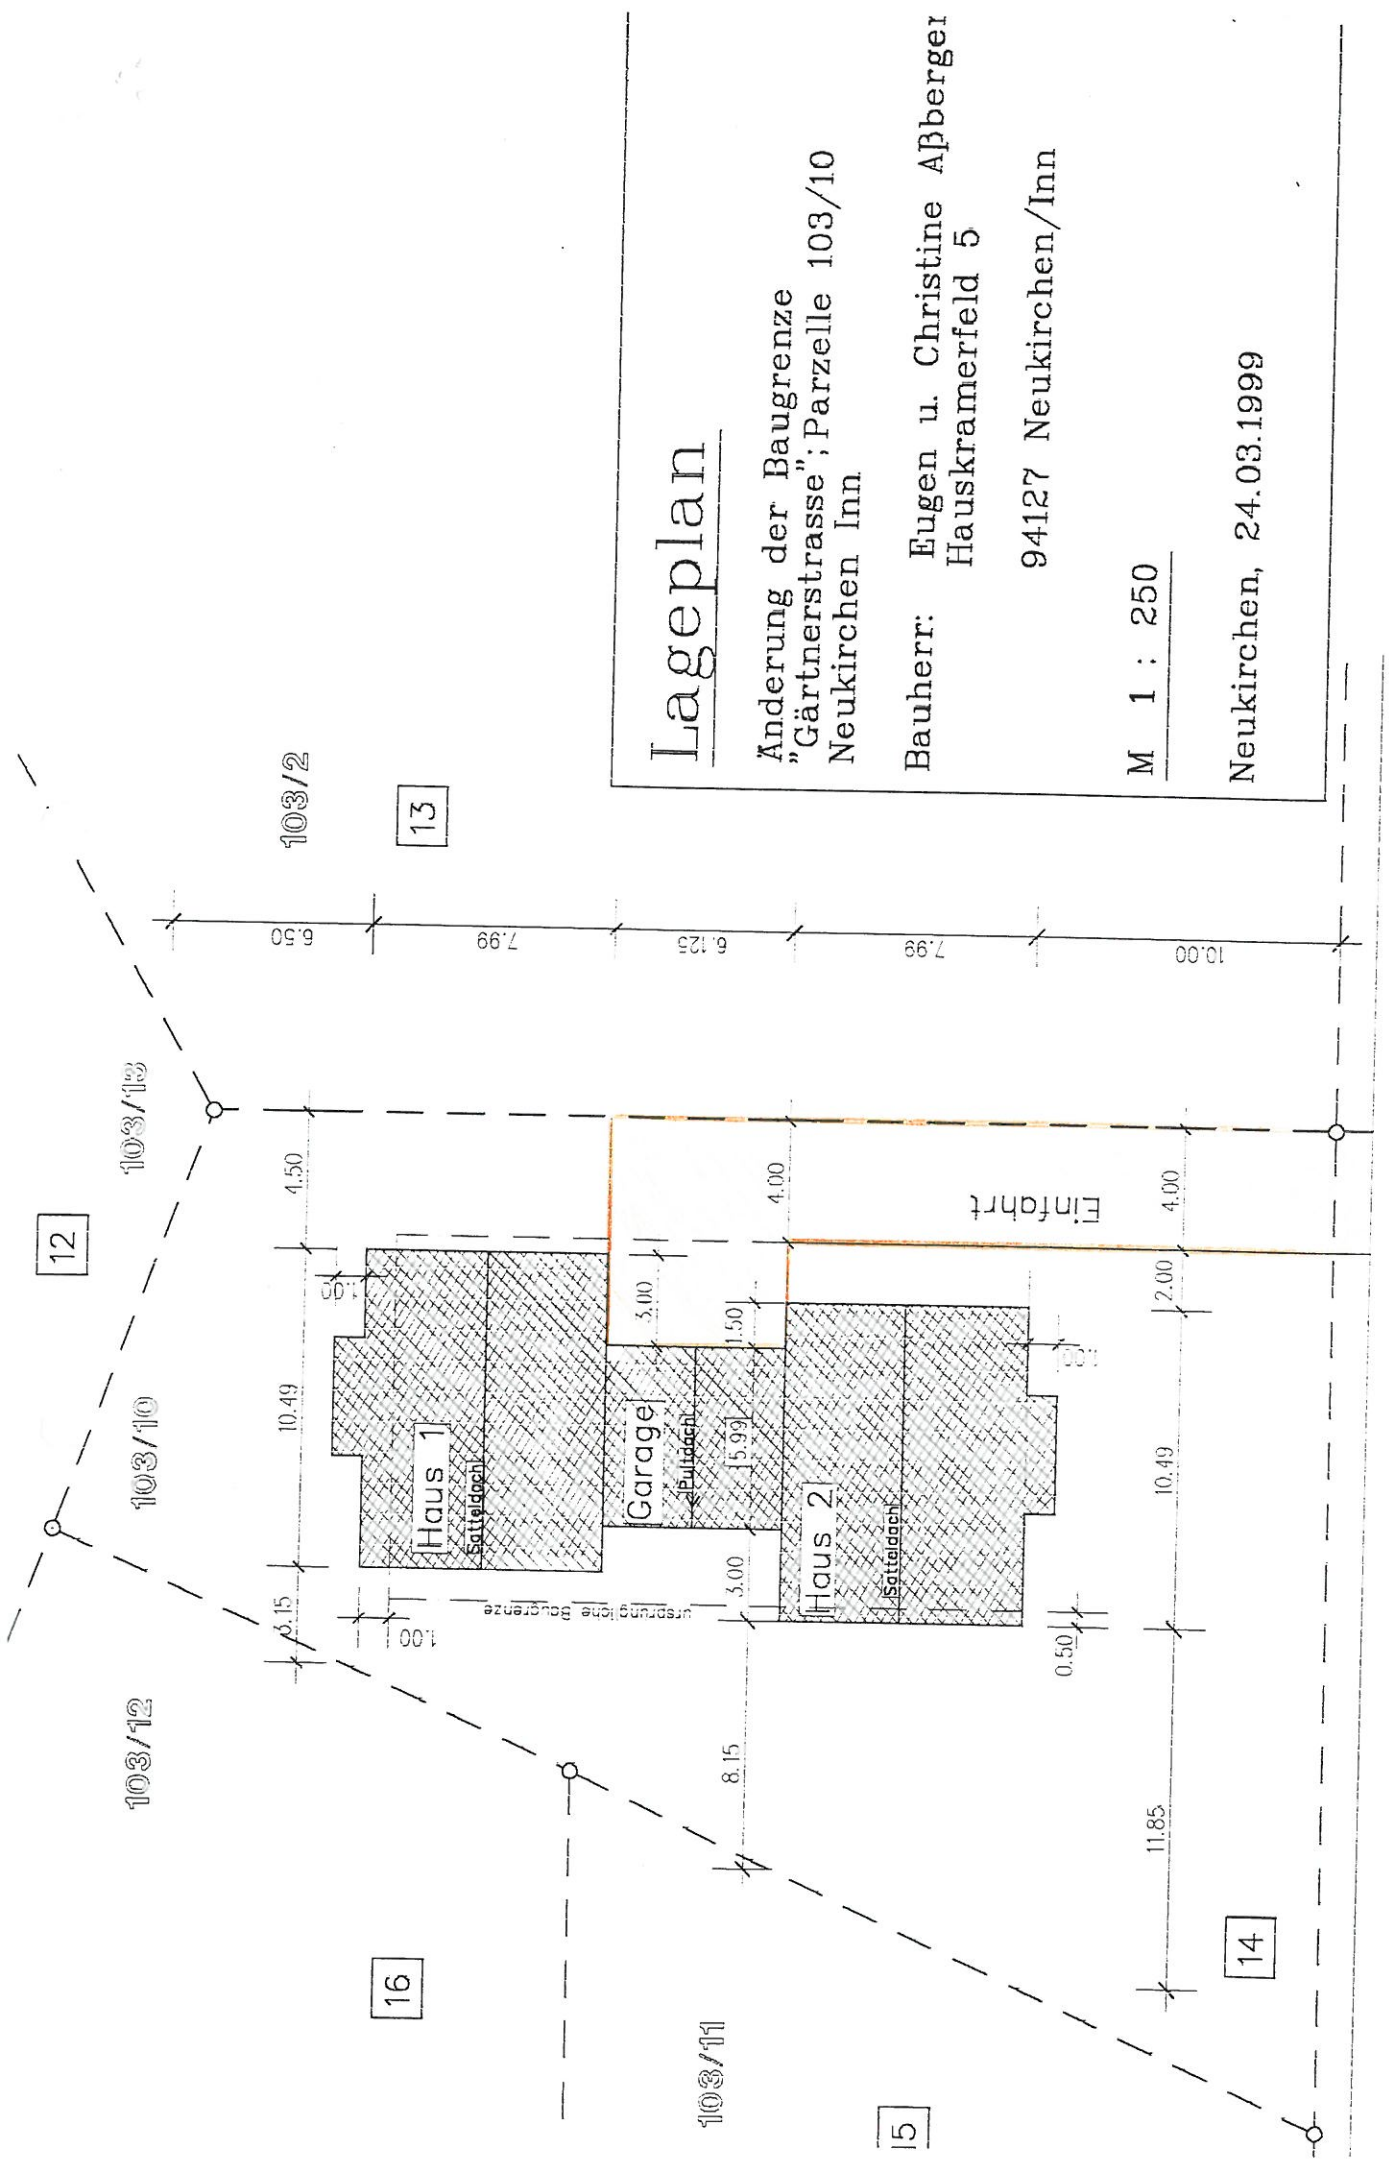 103/12
103/10
103/13
103/2
12
13
16
14
15
103/11
3.15
10.49
4.50
1.00
1.00
Haus 1
Satteldach
ursprüngliche Baugrenze
Garage
Pultdach
5.99
3.00
3.00
1.50
4.00
8.15
Haus 2
Satteldach
0.50
1.00
11.85
10.49
2.00
4.00
Einfahrt
6.50
7.99
6.125
7.99
10.00
Lageplan
Änderung der Baugrenze
"Gärtnerstrasse"; Parzelle 103/10
Neukirchen Inn
Bauherr: Eugen u. Christine Aßberger
Hauskramerfeld 5
94127 Neukirchen/Inn
M 1 : 250
Neukirchen, 24.03.1999